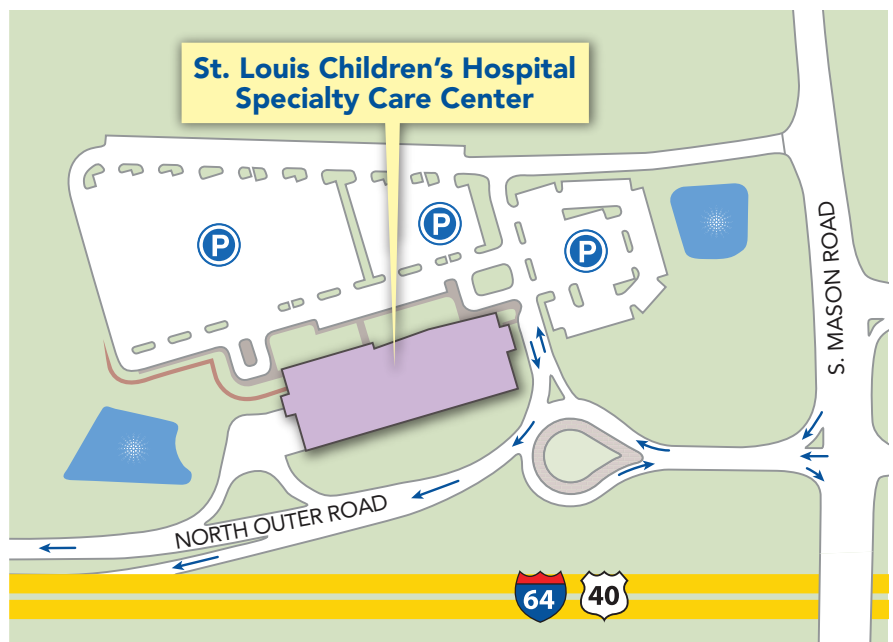 St. Louis Children's Hospital
Specialty Care Center
P
P
P
S. MASON ROAD
NORTH OUTER ROAD
64
40